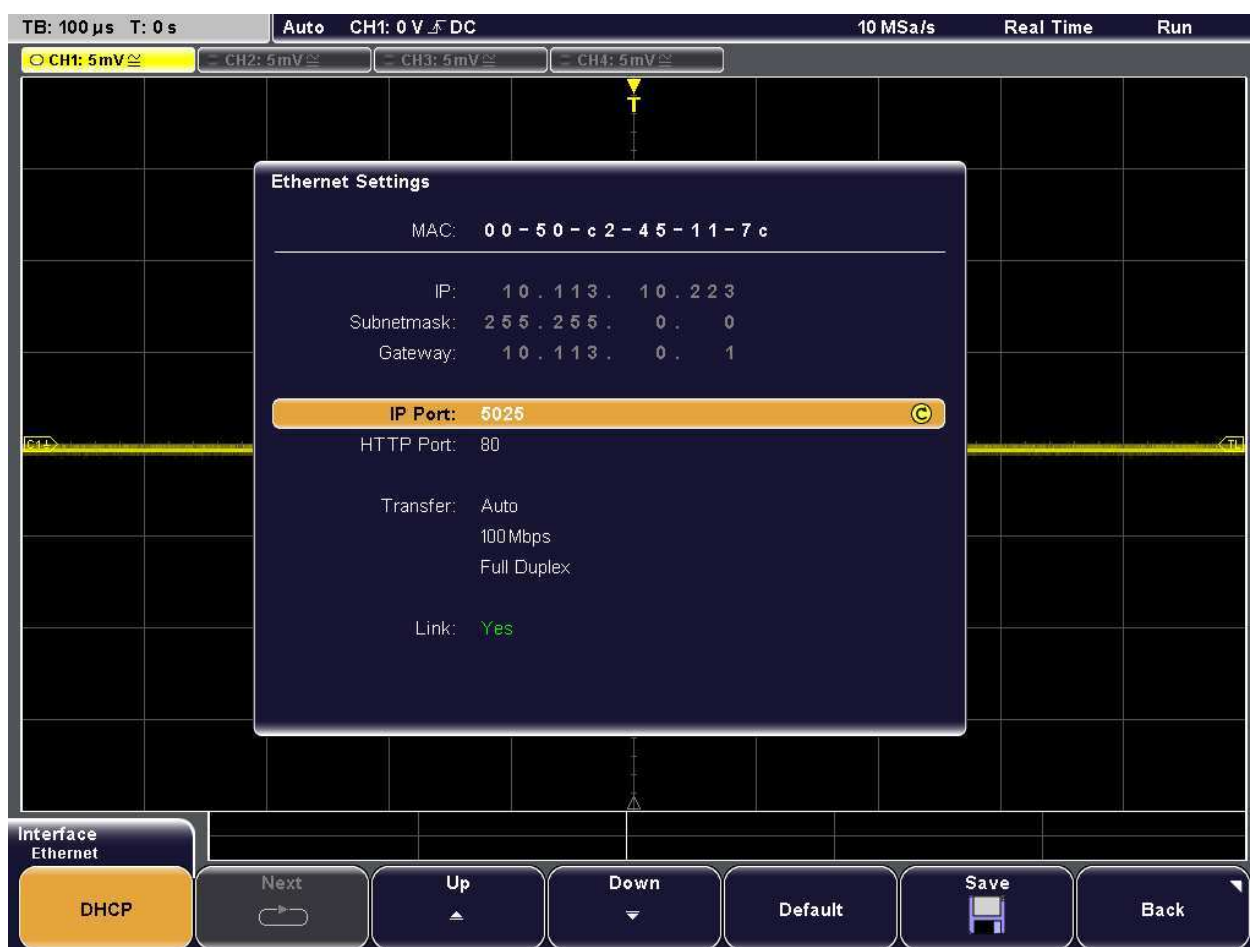 TB: 100 µs T: 0 s Auto CH1: 0 V DC 10 MSa/s Real Time Run
CH1: 5mV≅ CH2: 5mV≅ CH3: 5mV≅ CH4: 5mV≅
T
Ethernet Settings
MAC: 00-50-c2-45-11-7c
IP: 10.113. 10.223
Subnetmask: 255.255. 0. 0
Gateway: 10.113. 0. 1
IP Port: 5025 C
HTTP Port: 80
C1 TL
Transfer: Auto
100Mbps
Full Duplex
Link: Yes
Interface
Ethernet
DHCP Next Up Down Default Save Back